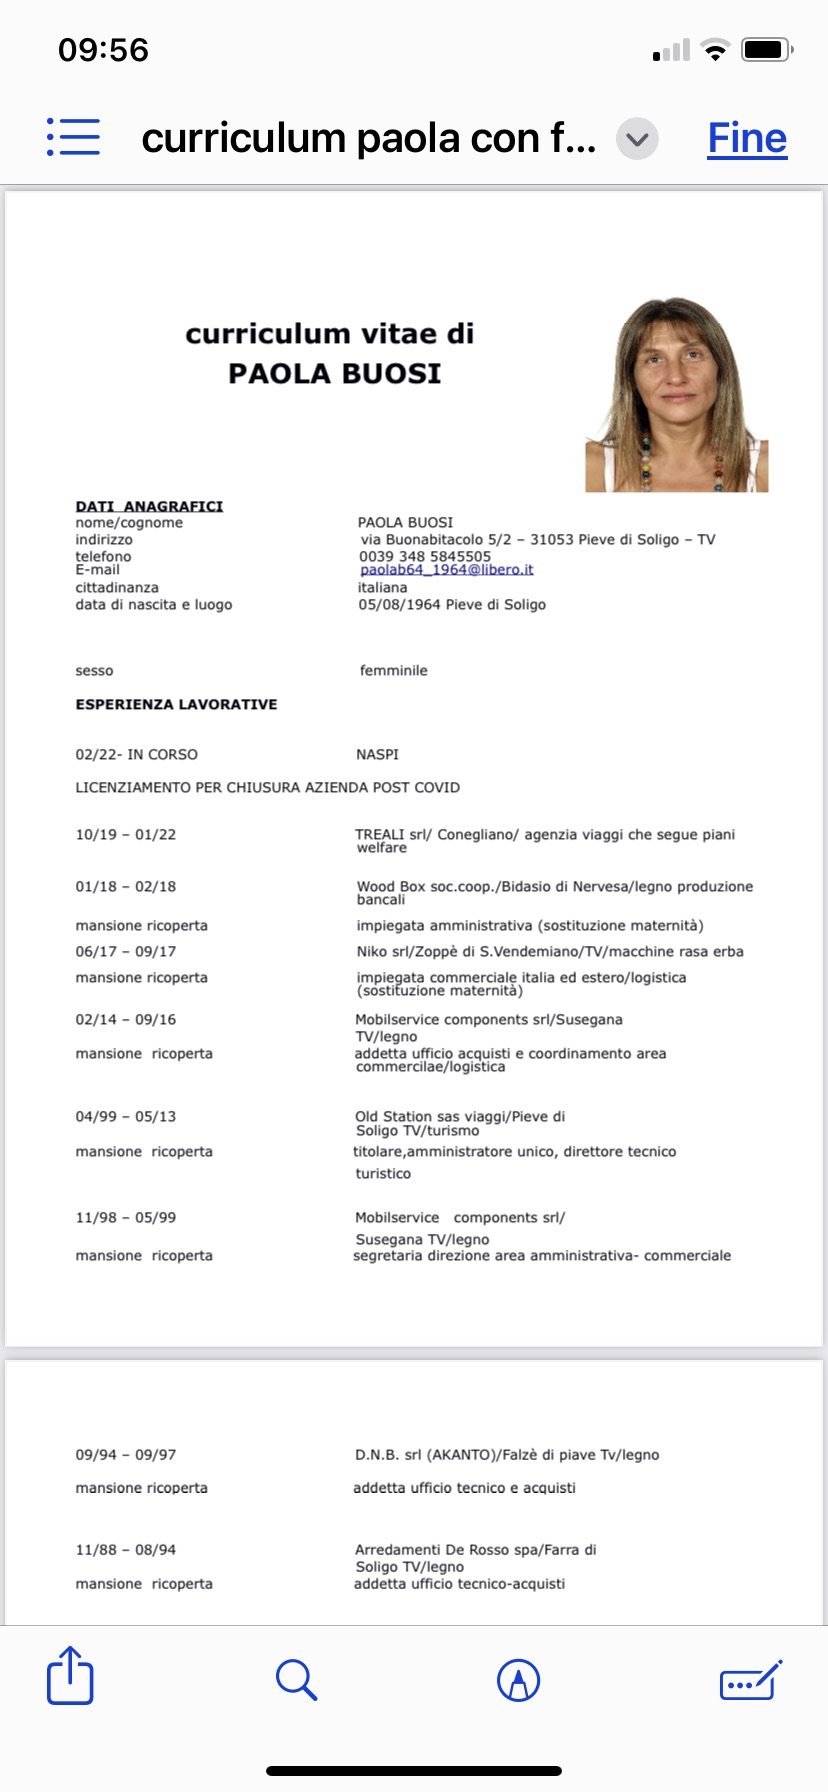 09:56
curriculum paola con f...
Fine
curriculum vitae di
PAOLA BUOSI
DATI ANAGRAFICI
nome/cognome PAOLA BUOSI
indirizzo via Buonabitacolo 5/2 – 31053 Pieve di Soligo – TV
telefono 0039 348 5845505
E-mail paolab64_1964@libero.it
cittadinanza italiana
data di nascita e luogo 05/08/1964 Pieve di Soligo
sesso femminile
ESPERIENZA LAVORATIVE
02/22- IN CORSO NASPI
LICENZIAMENTO PER CHIUSURA AZIENDA POST COVID
10/19 – 01/22 TREALI srl/ Conegliano/ agenzia viaggi che segue piani
welfare
01/18 – 02/18 Wood Box soc.coop./Bidasio di Nervesa/legno produzione
bancali
mansione ricoperta impiegata amministrativa (sostituzione maternità)
06/17 – 09/17 Niko srl/Zoppè di S.Vendemiano/TV/macchine rasa erba
mansione ricoperta impiegata commerciale italia ed estero/logistica
(sostituzione maternità)
02/14 – 09/16 Mobilservice components srl/Susegana
TV/legno
mansione ricoperta addetta ufficio acquisti e coordinamento area
commercilae/logistica
04/99 – 05/13 Old Station sas viaggi/Pieve di
Soligo TV/turismo
mansione ricoperta titolare,amministratore unico, direttore tecnico
turistico
11/98 – 05/99 Mobilservice components srl/
Susegana TV/legno
mansione ricoperta segretaria direzione area amministrativa- commerciale
09/94 – 09/97 D.N.B. srl (AKANTO)/Falzè di piave Tv/legno
mansione ricoperta addetta ufficio tecnico e acquisti
11/88 – 08/94 Arredamenti De Rosso spa/Farra di
Soligo TV/legno
mansione ricoperta addetta ufficio tecnico-acquisti